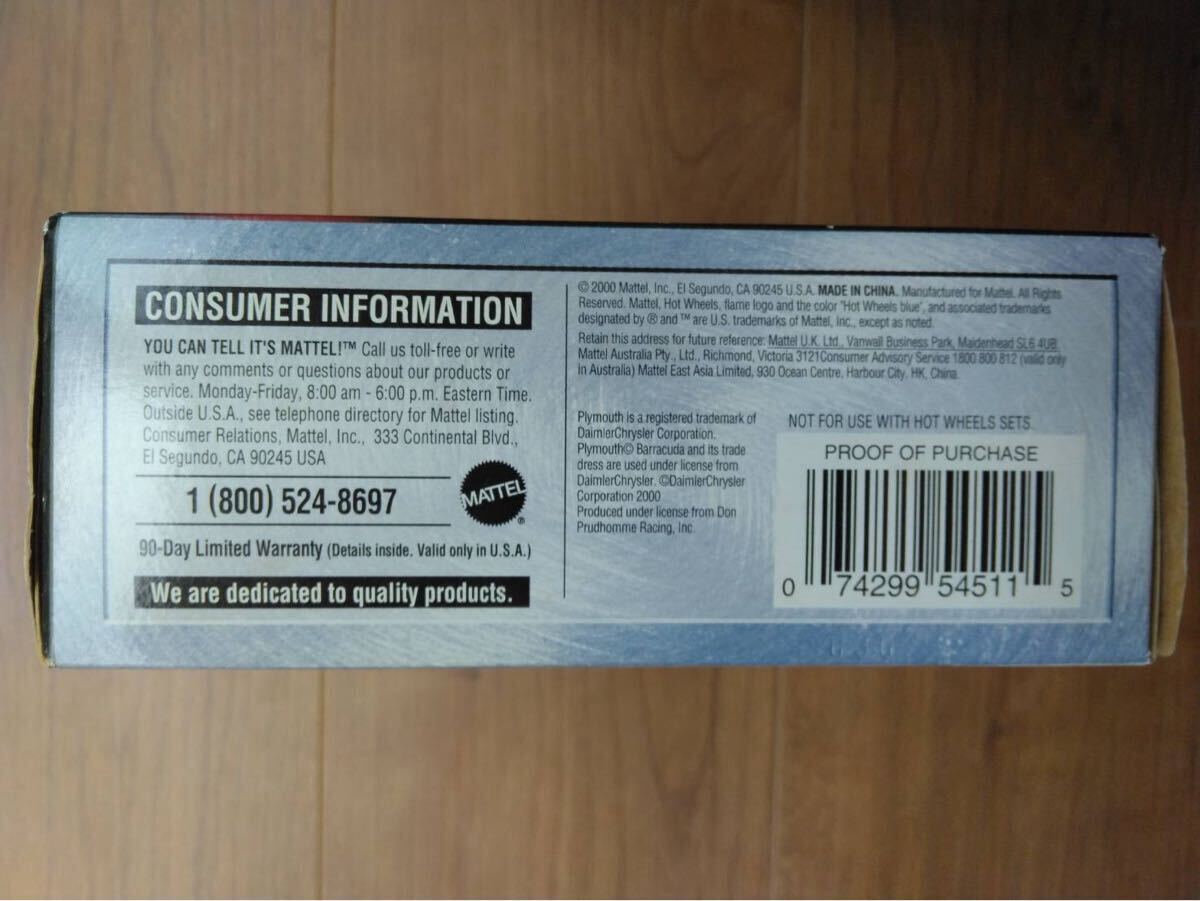 CONSUMER INFORMATION
YOU CAN TELL IT'S MATTEL!™ Call us toll-free or write
with any comments or questions about our products or
service. Monday-Friday, 8:00 am - 6:00 p.m. Eastern Time.
Outside U.S.A., see telephone directory for Mattel listing.
Consumer Relations, Mattel, Inc., 333 Continental Blvd.,
El Segundo, CA 90245 USA
1 (800) 524-8697
MATTEL
®
90-Day Limited Warranty (Details inside. Valid only in U.S.A.)
We are dedicated to quality products.
© 2000 Mattel, Inc., El Segundo, CA 90245 U.S.A. MADE IN CHINA. Manufactured for Mattel. All Rights
Reserved. Mattel, Hot Wheels, flame logo and the color "Hot Wheels blue", and associated trademarks
designated by ® and ™ are U.S. trademarks of Mattel, Inc., except as noted.
Retain this address for future reference: Mattel U.K. Ltd., Vanwall Business Park, Maidenhead SL6 4UB.
Mattel Australia Pty., Ltd., Richmond, Victoria 3121Consumer Advisory Service 1800 800 812 (valid only
in Australia) Mattel East Asia Limited, 930 Ocean Centre, Harbour City, HK, China.
Plymouth is a registered trademark of
DaimlerChrysler Corporation.
Plymouth© Barracuda and its trade
dress are used under license from
DaimlerChrysler. ©DaimlerChrysler
Corporation 2000
Produced under license from Don
Prudhomme Racing, Inc.
NOT FOR USE WITH HOT WHEELS SETS.
PROOF OF PURCHASE
0 74299 54511 5